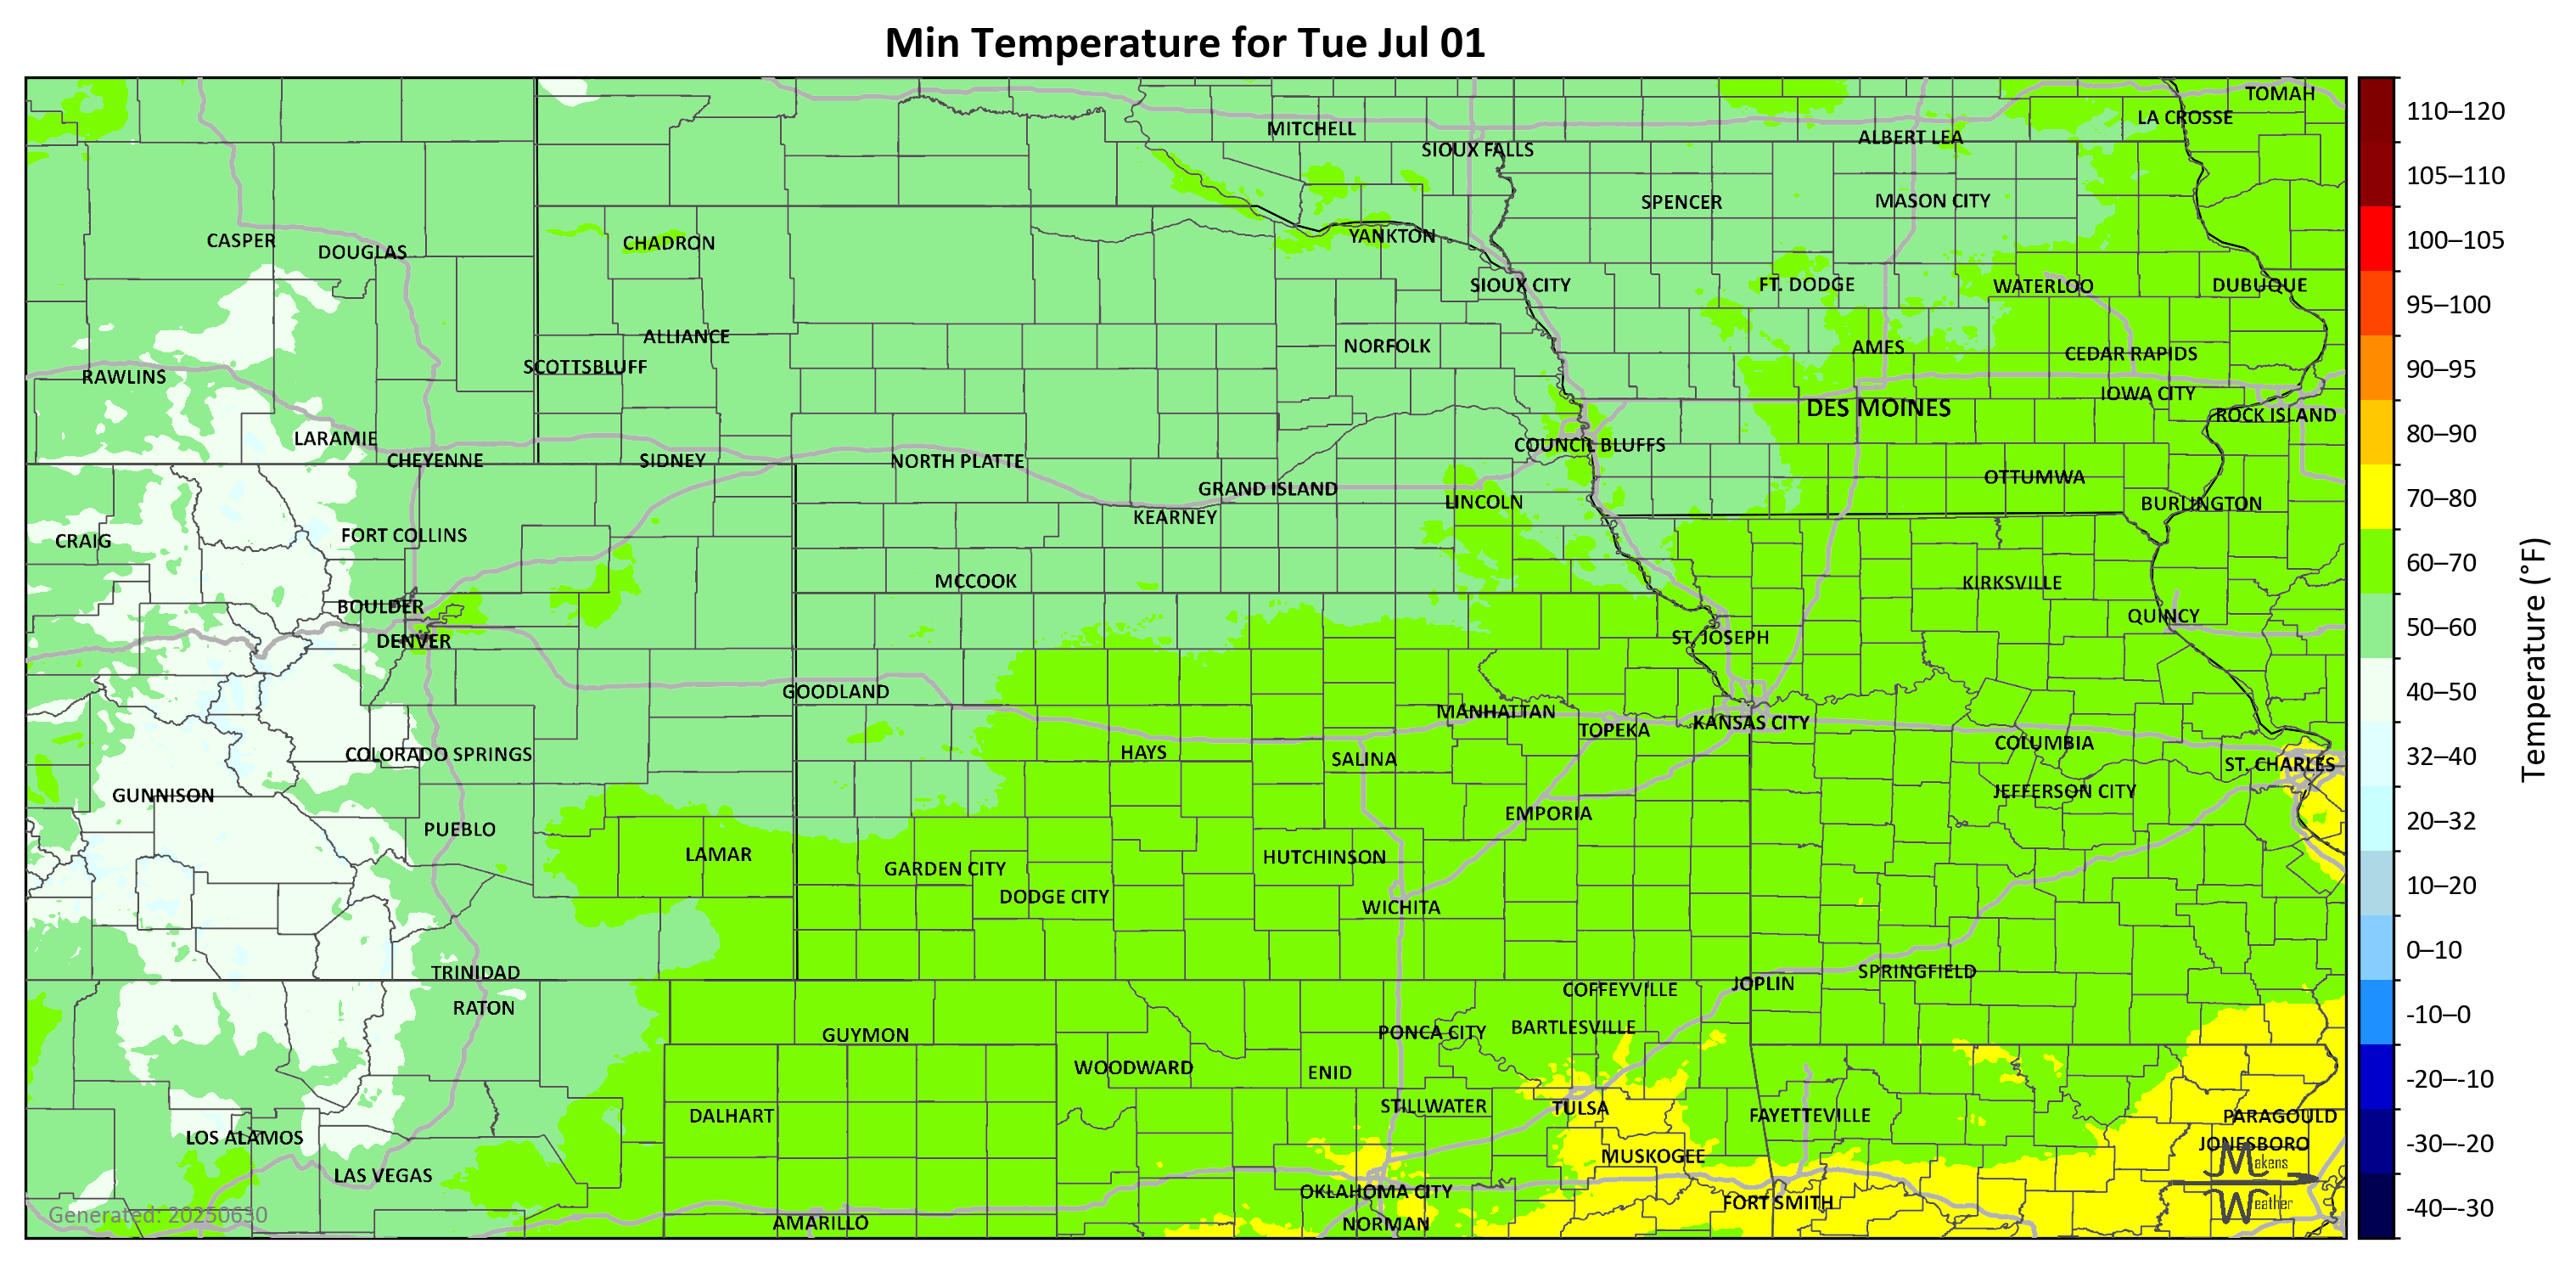 Min Temperature for Tue Jul 01
TOMAH
LA CROSSE
MITCHELL
ALBERT LEA
SIOUX FALLS
SPENCER
MASON CITY
CASPER
DOUGLAS
CHADRON
YANKTON
SIOUX CITY
FT. DODGE
WATERLOO
DUBUQUE
ALLIANCE
NORFOLK
AMES
CEDAR RAPIDS
SCOTTSBLUFF
RAWLINS
IOWA CITY
DES MOINES
ROCK ISLAND
LARAMIE
COUNCIL BLUFFS
CHEYENNE
SIDNEY
NORTH PLATTE
OTTUMWA
GRAND ISLAND
LINCOLN
BURLINGTON
KEARNEY
FORT COLLINS
CRAIG
MCCOOK
KIRKSVILLE
BOULDER
QUINCY
DENVER
ST. JOSEPH
GOODLAND
MANHATTAN
KANSAS CITY
TOPEKA
COLUMBIA
HAYS
COLORADO SPRINGS
SALINA
ST. CHARLES
JEFFERSON CITY
GUNNISON
EMPORIA
PUEBLO
LAMAR
HUTCHINSON
GARDEN CITY
DODGE CITY
WICHITA
TRINIDAD
SPRINGFIELD
JOPLIN
COFFEYVILLE
RATON
BARTLESVILLE
PONCA CITY
GUYMON
WOODWARD
ENID
STILLWATER
TULSA
DALHART
FAYETTEVILLE
PARAGOULD
LOS ALAMOS
JONESBORO
MUSKOGEE
LAS VEGAS
OKLAHOMA CITY
FORT SMITH
AMARILLO
NORMAN
Makens
Weather
Generated: 20250630
110–120
105–110
100–105
95–100
90–95
80–90
70–80
60–70
50–60
40–50
32–40
20–32
10–20
0–10
-10–0
-20–-10
-30–-20
-40–-30
Temperature (°F)